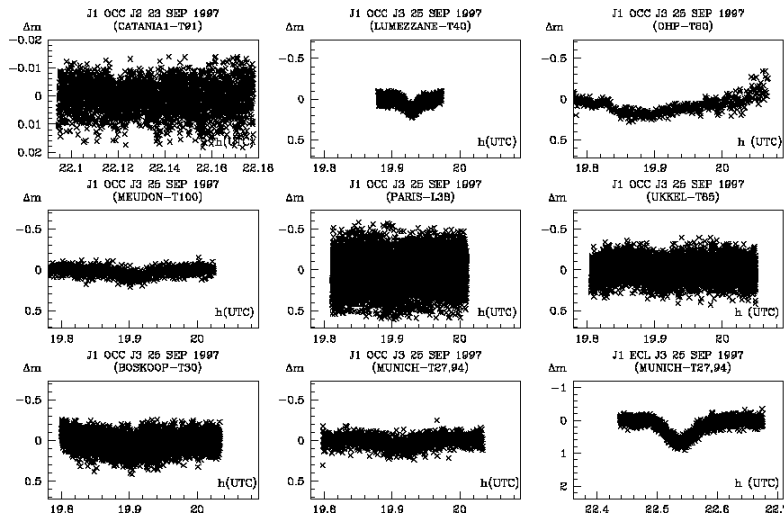 J1 OCC J2 23 SEP 1997
(CATANIA1-T91)
Δm
-0.02
-0.01
0
0.01
0.02
h(UTC)
22.1 22.12 22.14 22.16 22.18
J1 OCC J3 25 SEP 1997
(LUMEZZANE-T40)
Δm
-0.5
0
0.5
h(UTC)
19.8 19.9 20
J1 OCC J3 25 SEP 1997
(OHP-T80)
Δm
-0.5
0
0.5
h (UTC)
19.8 19.9 20
J1 OCC J3 25 SEP 1997
(MEUDON-T100)
Δm
-0.5
0
0.5
h(UTC)
19.8 19.9 20
J1 OCC J3 25 SEP 1997
(PARIS-L38)
Δm
-0.5
0
0.5
h(UTC)
19.8 19.9 20
J1 OCC J3 25 SEP 1997
(UKKEL-T85)
Δm
-0.5
0
0.5
h (UTC)
19.8 19.9 20
J1 OCC J3 25 SEP 1997
(BOSKOOP-T30)
Δm
-0.5
0
0.5
h(UTC)
19.8 19.9 20
J1 OCC J3 25 SEP 1997
(MUNICH-T27,94)
Δm
-0.5
0
0.5
h(UTC)
19.8 19.9 20
J1 ECL J3 25 SEP 1997
(MUNICH-T27,94)
Δm
-1
0
1
2
h (UTC)
22.4 22.5 22.6